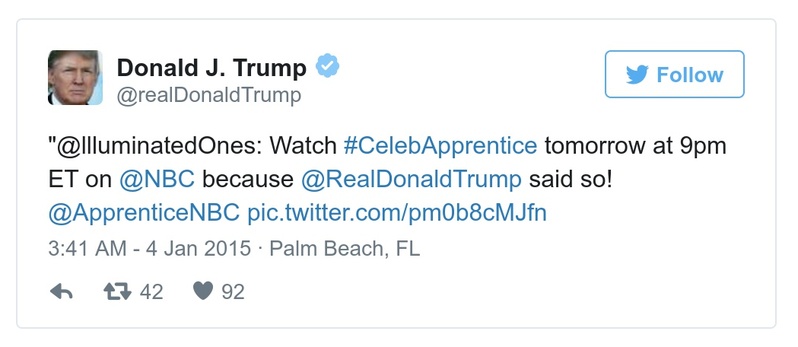 Donald J. Trump
@realDonaldTrump
Follow
"@IlluminatedOnes: Watch #CelebApprentice tomorrow at 9pm
ET on @NBC because @RealDonaldTrump said so!
@ApprenticeNBC pic.twitter.com/pm0b8cMJfn
3:41 AM - 4 Jan 2015 · Palm Beach, FL
42 92